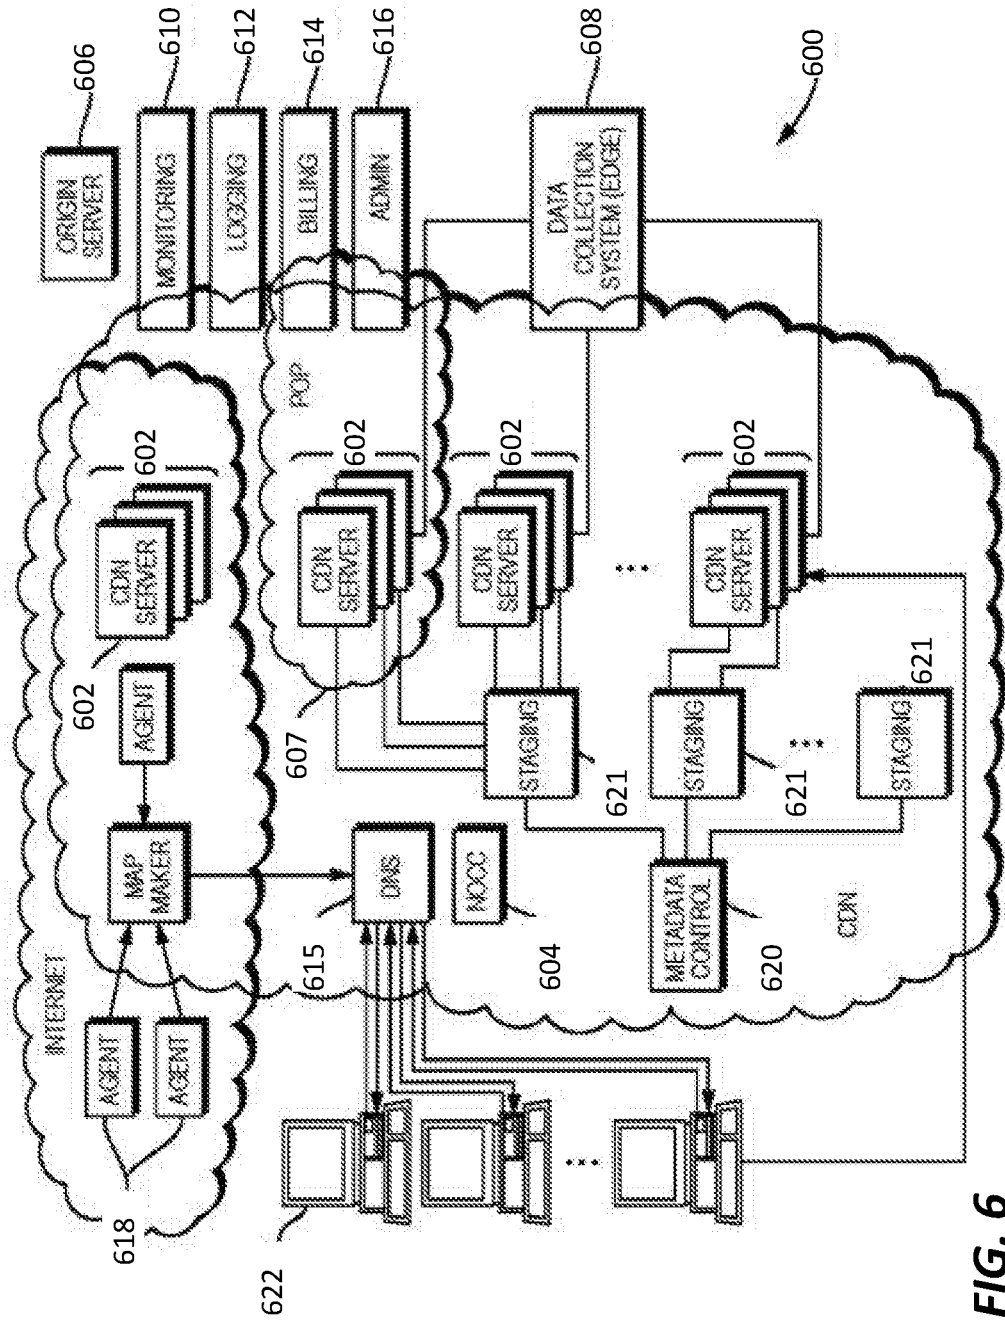 606
ORIGIN
SERVER
610
MONITORING
612
LOGGING
614
BILLING
616
ADMIN
608
DATA
COLLECTION
SYSTEM (EDGE)
600
INTERNET
602
CDN
SERVER
602
AGENT
MAP
MAKER
AGENT
AGENT
618
POP
602
CDN
SERVER
607
602
CDN
SERVER
602
CDN
SERVER
STAGING
621
STAGING
621
STAGING
621
615
DNS
NOCC
604
METADATA
CONTROL
620
CDN
622
FIG. 6